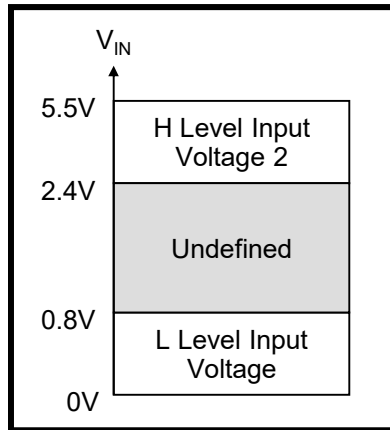 V_IN
5.5V
H Level Input
Voltage 2
2.4V
Undefined
0.8V
L Level Input
Voltage
0V